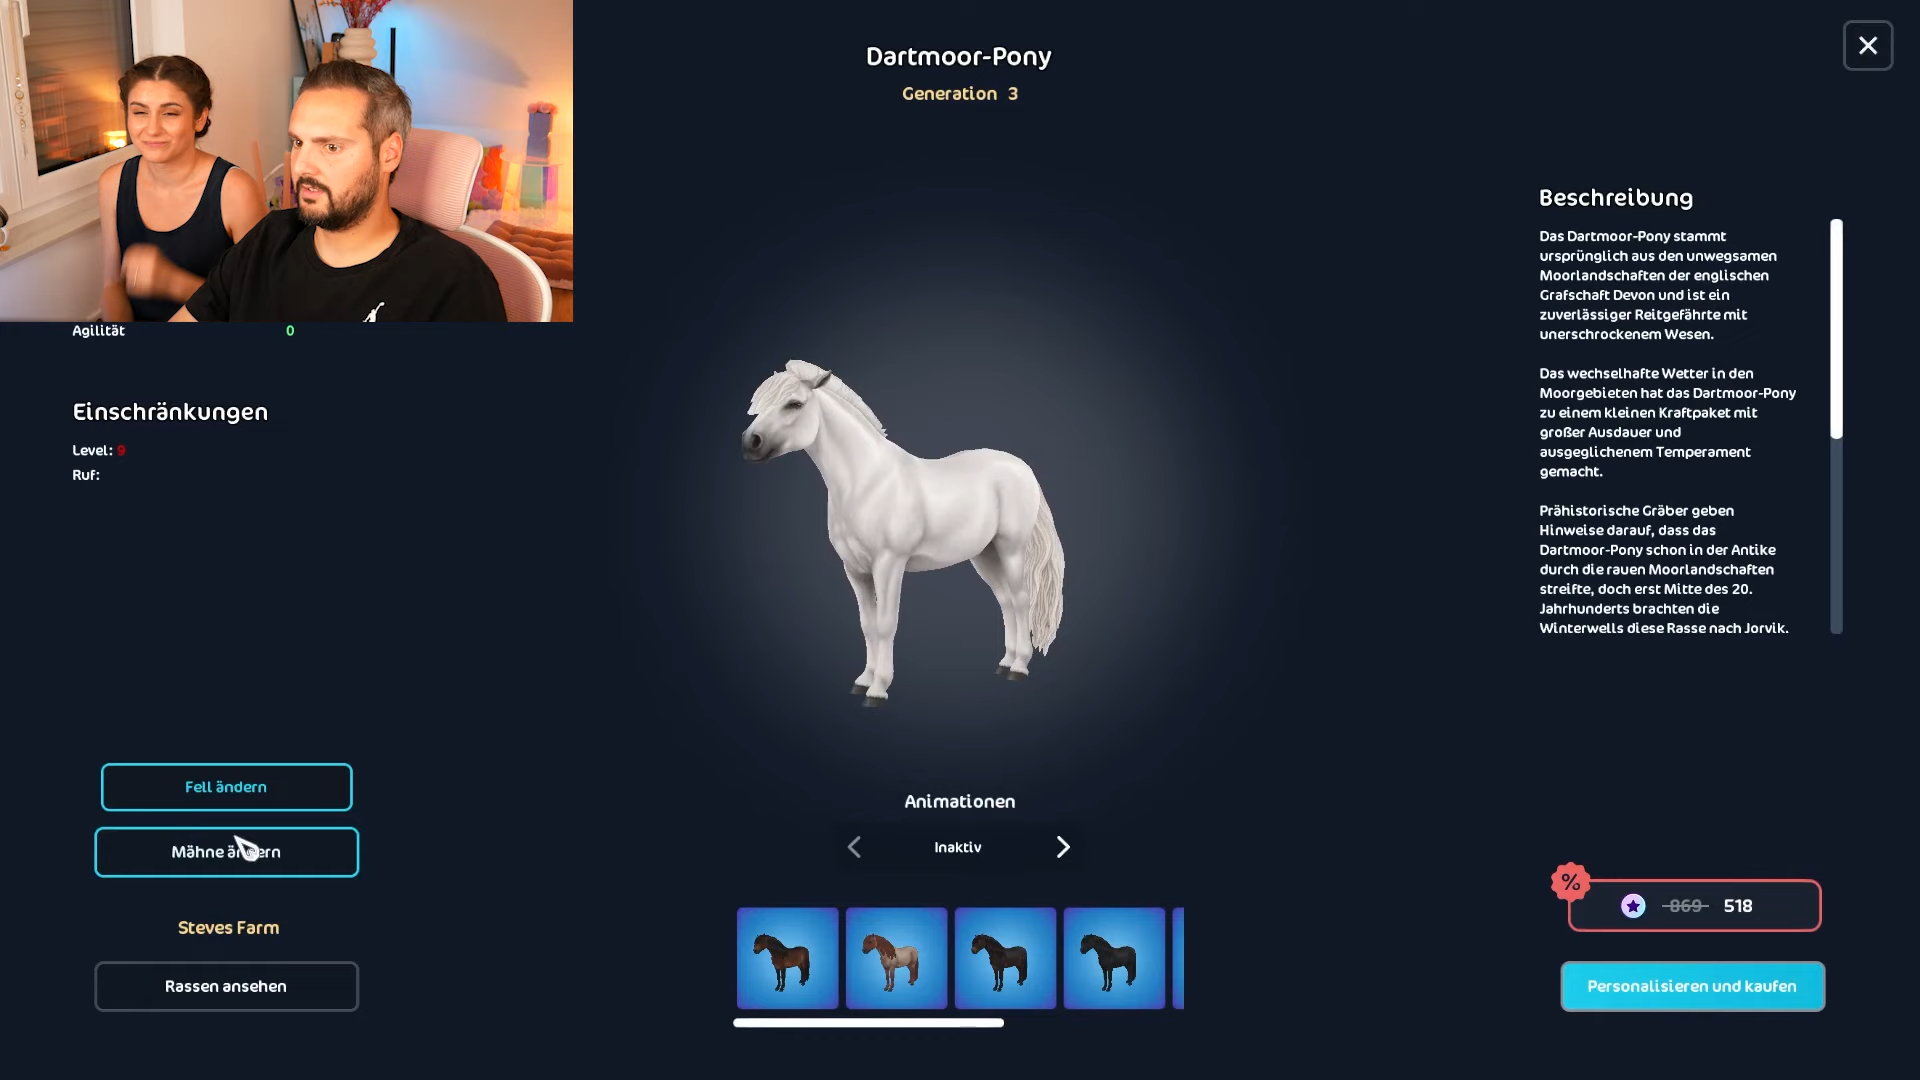 Dartmoor-Pony
Generation 3
Agilität 0
Einschränkungen
Level: 9
Ruf:
Fell ändern
Mähne ändern
Steves Farm
Rassen ansehen
Animationen
Inaktiv
Beschreibung
Das Dartmoor-Pony stammt
ursprünglich aus den unwegsamen
Moorlandschaften der englischen
Grafschaft Devon und ist ein
zuverlässiger Reitgefährte mit
unerschrockenem Wesen.
Das wechselhafte Wetter in den
Moorgebieten hat das Dartmoor-Pony
zu einem kleinen Kraftpaket mit
großer Ausdauer und
ausgeglichenem Temperament
gemacht.
Prähistorische Gräber geben
Hinweise darauf, dass das
Dartmoor-Pony schon in der Antike
durch die rauen Moorlandschaften
streifte, doch erst Mitte des 20.
Jahrhunderts brachten die
Winterwells diese Rasse nach Jorvik.
%
869 518
Personalisieren und kaufen